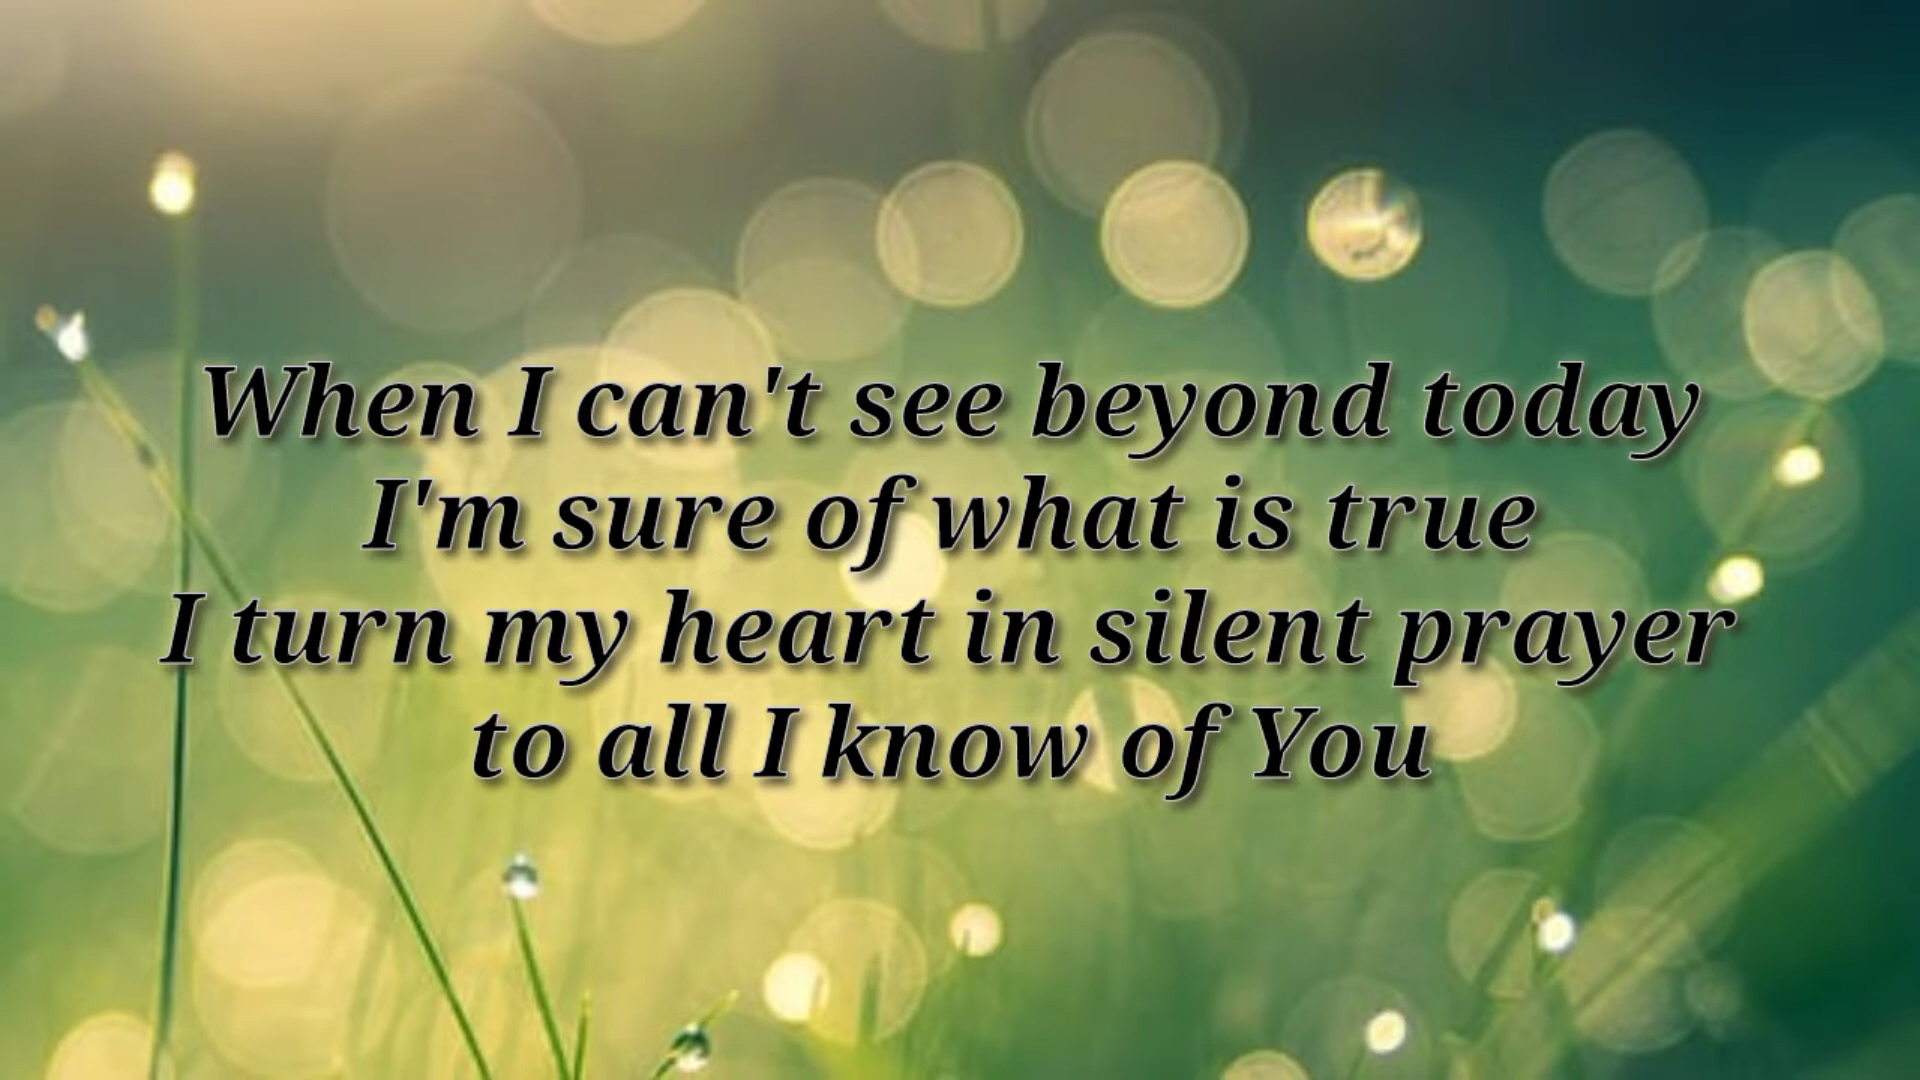 When I can't see beyond today
I'm sure of what is true
I turn my heart in silent prayer
to all I know of You